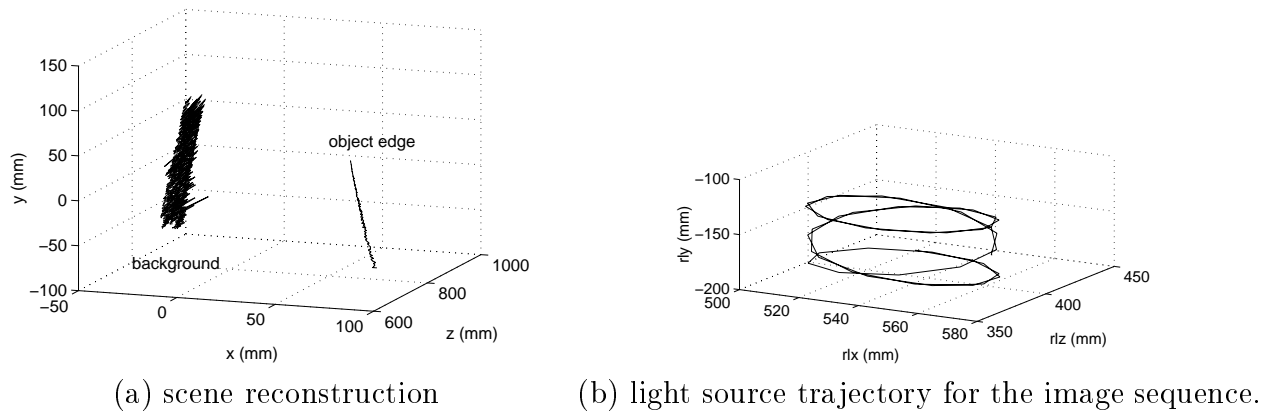 150
100
50
0
−50
−100
y (mm)
−50
0
50
100
x (mm)
600
800
1000
z (mm)
object edge
background
(a) scene reconstruction
−100
−150
−200
rly (mm)
500
520
540
560
580
rlx (mm)
350
400
450
rlz (mm)
(b) light source trajectory for the image sequence.